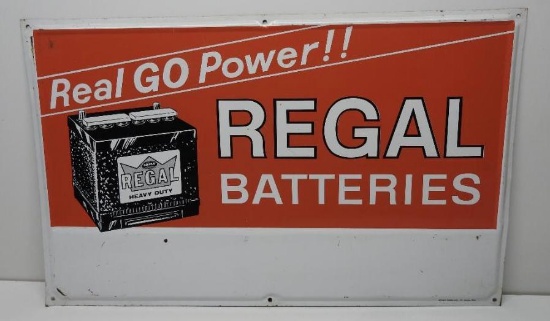 Real GO Power!!
REGAL
BATTERIES
REGAL
HEAVY DUTY